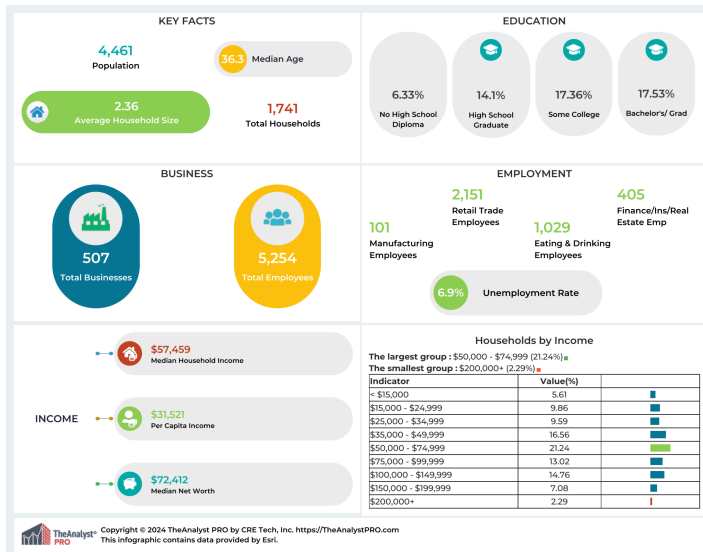 KEY FACTS
4,461
Population
36.3 Median Age
2.36
Average Household Size
1,741
Total Households
EDUCATION
6.33%
No High School
Diploma
14.1%
High School
Graduate
17.36%
Some College
17.53%
Bachelor's/ Grad
BUSINESS
507
Total Businesses
5,254
Total Employees
EMPLOYMENT
101
Manufacturing
Employees
2,151
Retail Trade
Employees
1,029
Eating & Drinking
Employees
405
Finance/Ins/Real
Estate Emp
6.9% Unemployment Rate
INCOME
$57,459
Median Household Income
$31,521
Per Capita Income
$72,412
Median Net Worth
Households by Income
The largest group : $50,000 - $74,999 (21.24%)
The smallest group : $200,000+ (2.29%)
Indicator Value(%)
< $15,000 5.61
$15,000 - $24,999 9.86
$25,000 - $34,999 9.59
$35,000 - $49,999 16.56
$50,000 - $74,999 21.24
$75,000 - $99,999 13.02
$100,000 - $149,999 14.76
$150,000 - $199,999 7.08
$200,000+ 2.29
TheAnalyst®
PRO
Copyright © 2024 TheAnalyst PRO by CRE Tech, Inc. https://TheAnalystPRO.com
This infographic contains data provided by Esri.